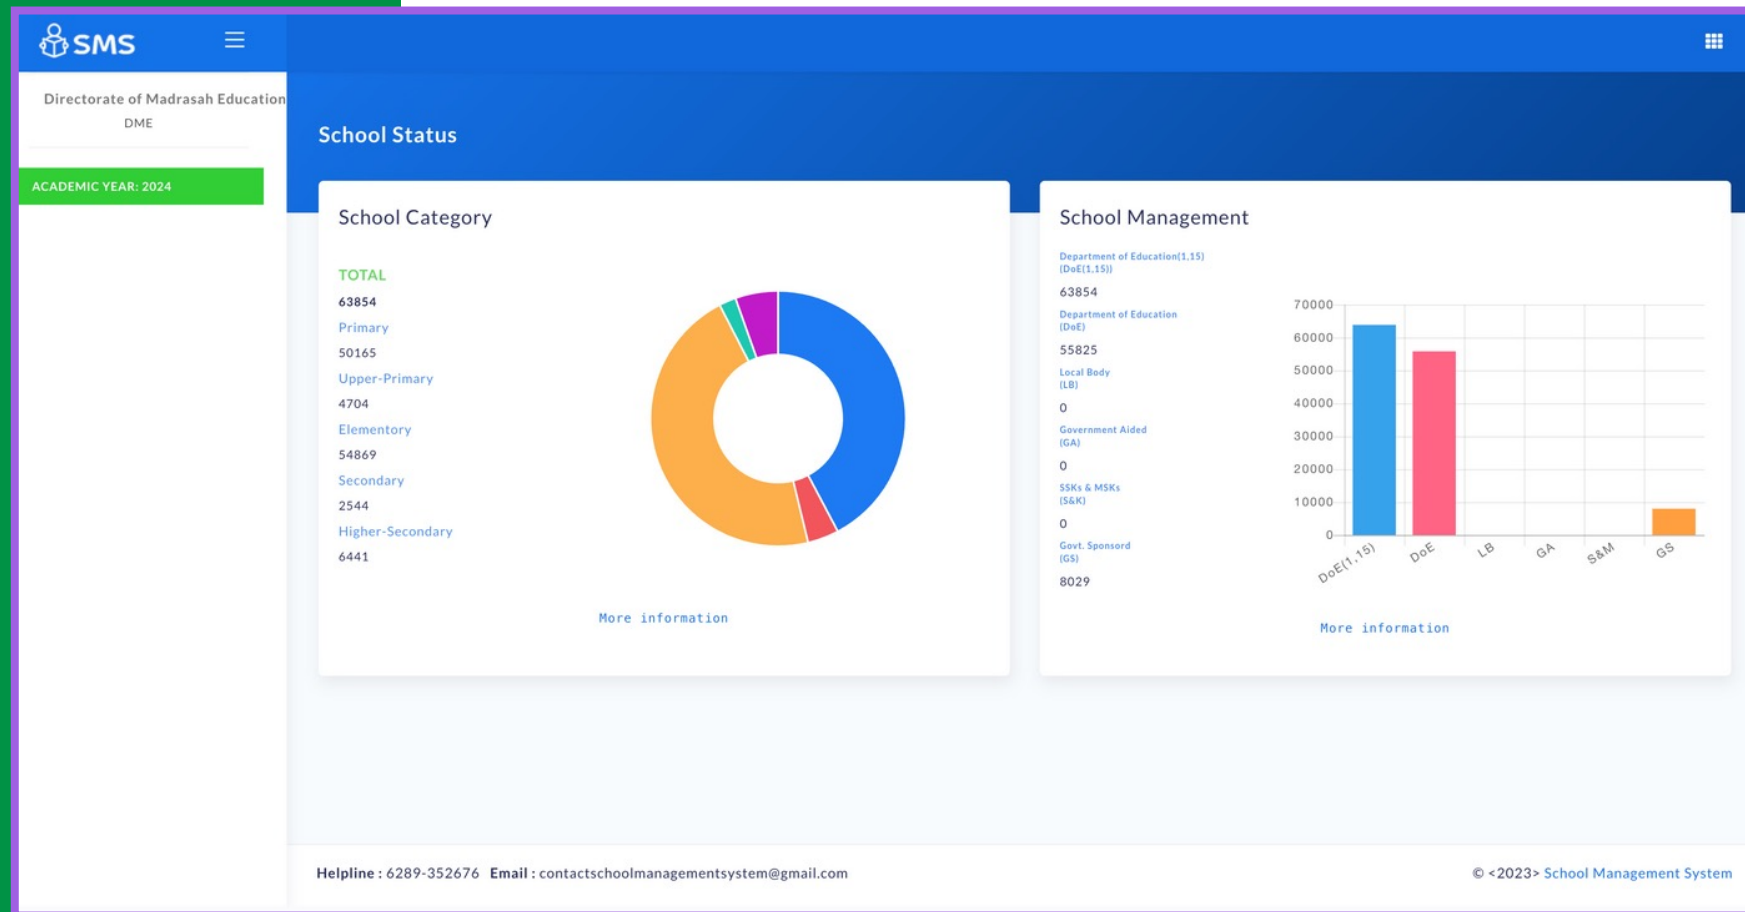 SMS
Directorate of Madrasah Education
DME
ACADEMIC YEAR: 2024
School Status
School Category
TOTAL
63854
Primary
50165
Upper-Primary
4704
Elementory
54869
Secondary
2544
Higher-Secondary
6441
More information
School Management
Department of Education(1,15)
(DoE(1,15))
63854
Department of Education
(DoE)
55825
Local Body
(LB)
0
Government Aided
(GA)
0
SSKs & MSKs
(S&K)
0
Govt. Sponsord
(GS)
8029
70000
60000
50000
40000
30000
20000
10000
0
DoE(1,15)
DoE
LB
GA
S&M
GS
More information
Helpline : 6289-352676 Email : contactschoolmanagementsystem@gmail.com
© <2023> School Management System